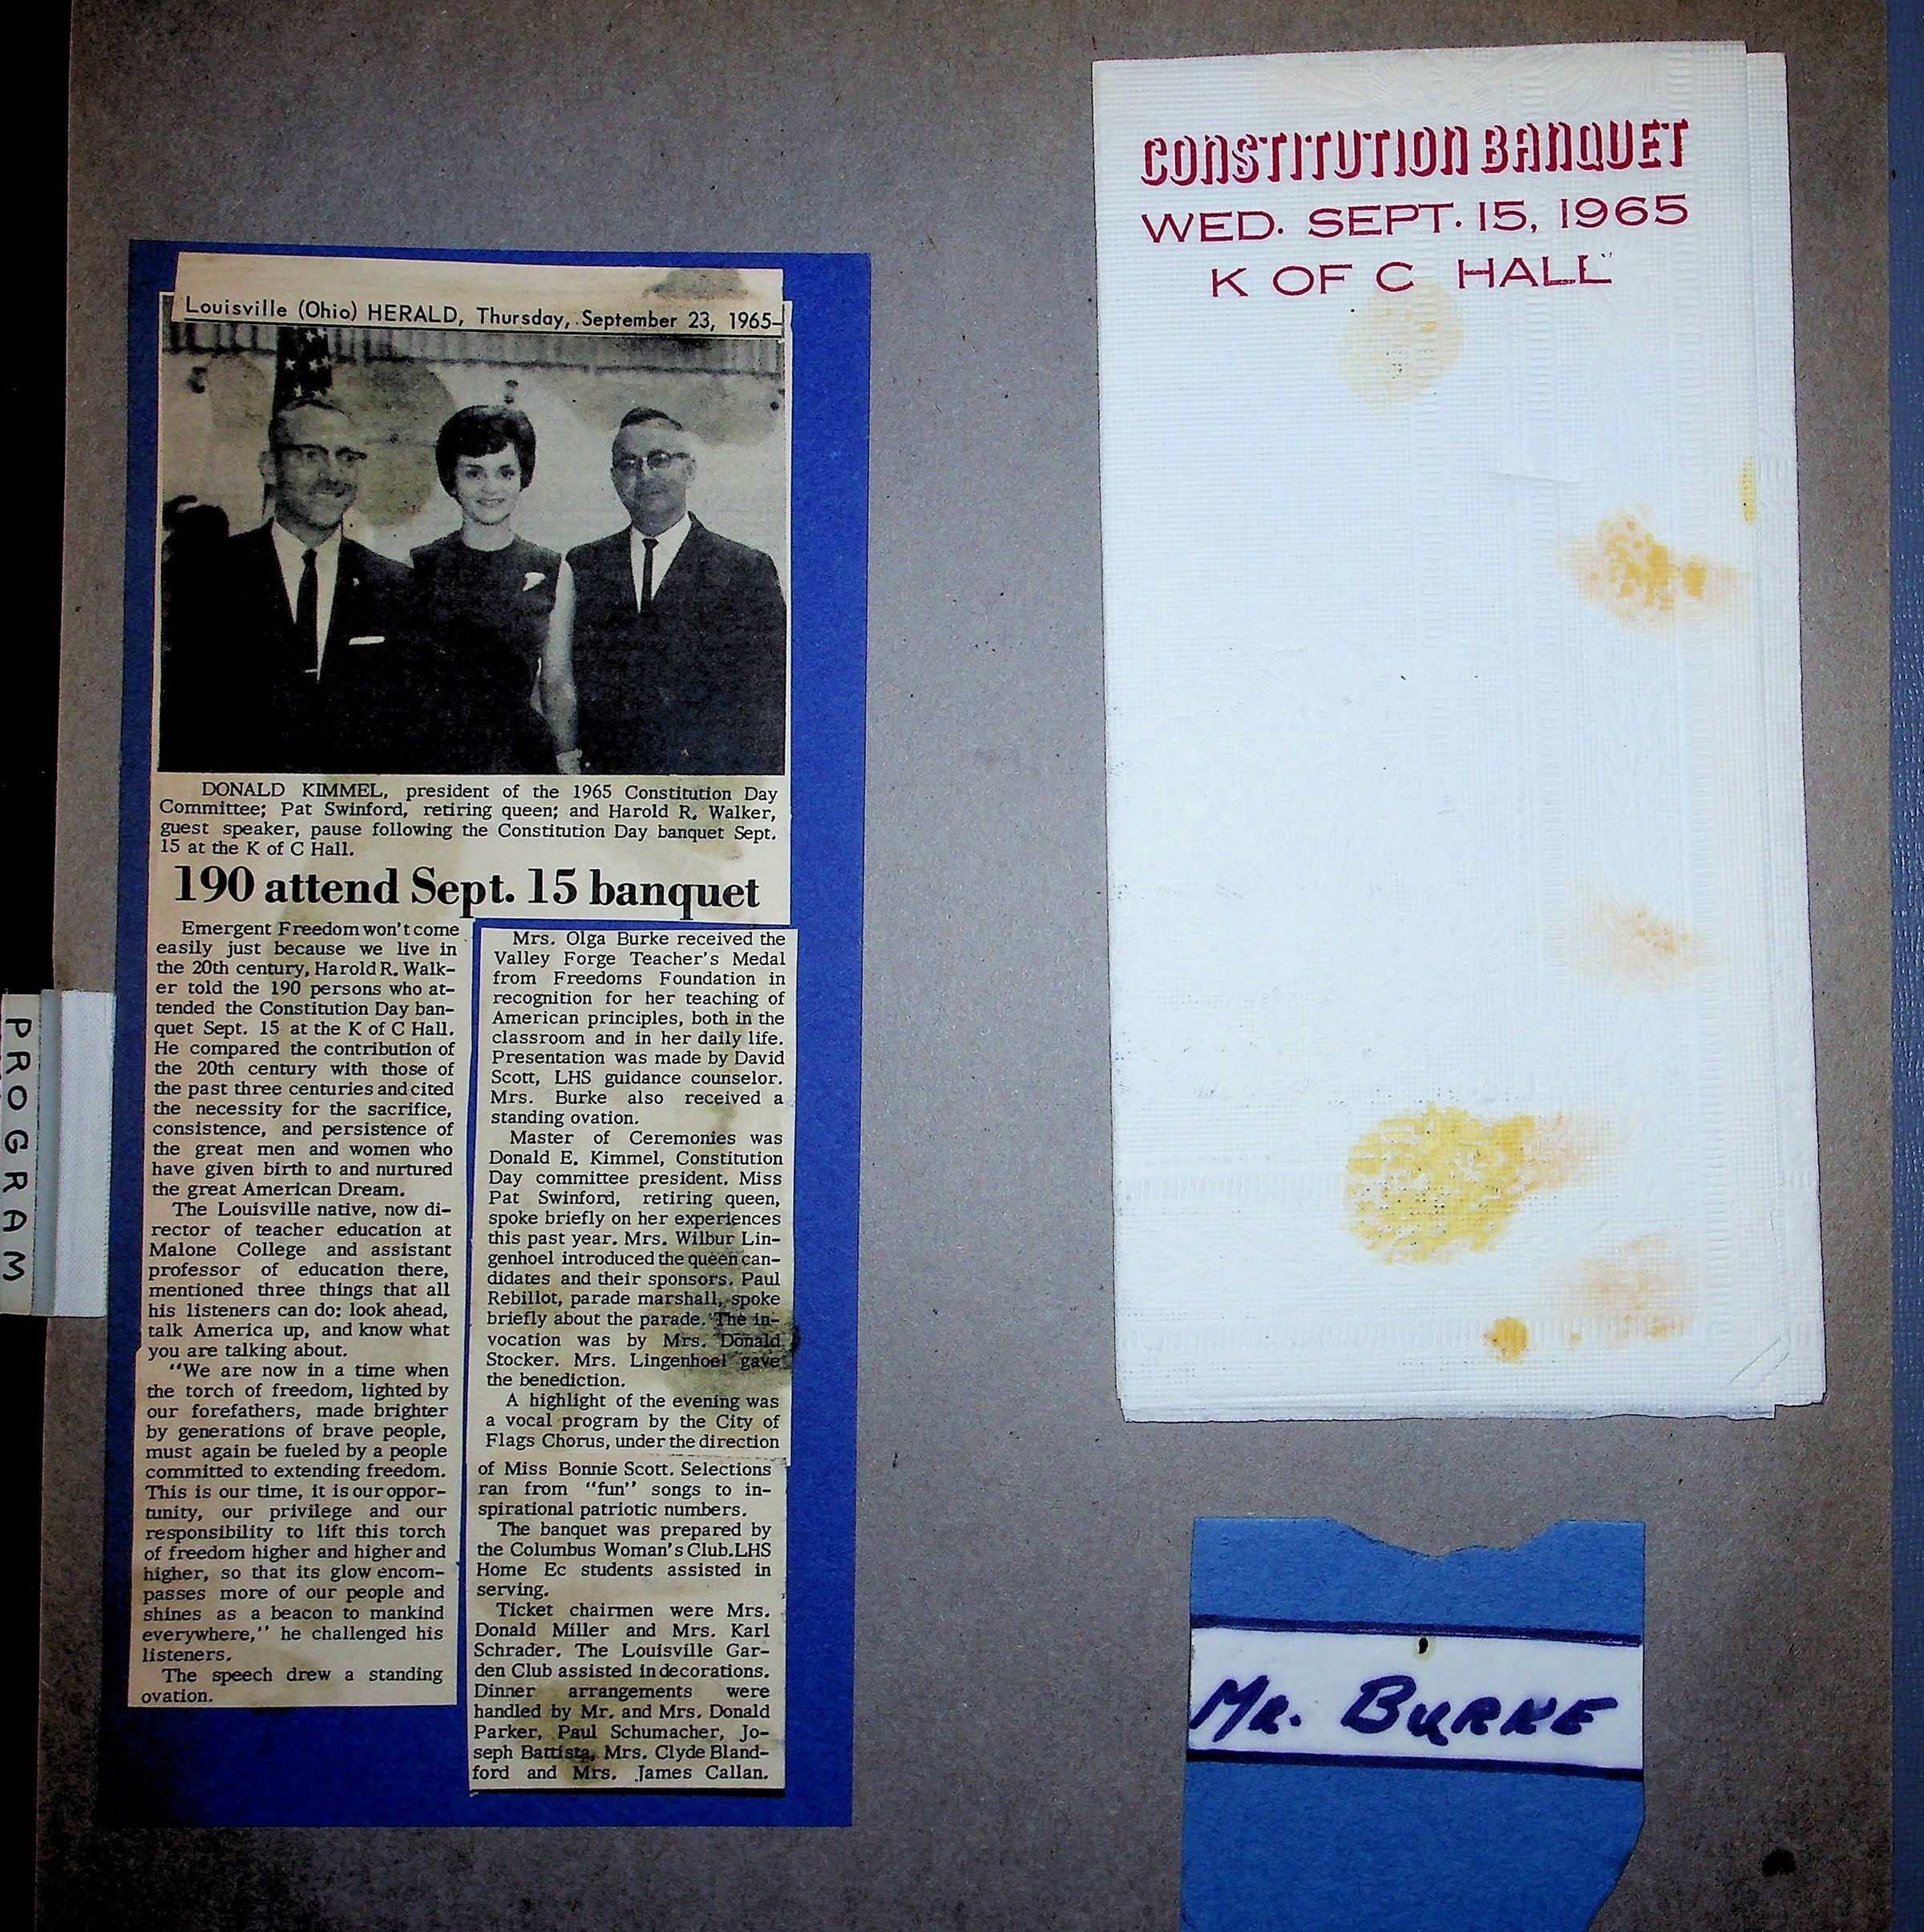 Louisville (Ohio) HERALD, Thursday, September 23, 1965-
DONALD KIMMEL, president of the 1965 Constitution Day
Committee; Pat Swinford, retiring queen; and Harold R. Walker,
guest speaker, pause following the Constitution Day banquet Sept.
15 at the K of C Hall.
190 attend Sept. 15 banquet
Emergent Freedom won't come
easily just because we live in
the 20th century, Harold R. Walk-
er told the 190 persons who at-
tended the Constitution Day ban-
quet Sept. 15 at the K of C Hall.
He compared the contribution of
the 20th century with those of
the past three centuries and cited
the necessity for the sacrifice,
consistence, and persistence of
the great men and women who
have given birth to and nurtured
the great American Dream.
The Louisville native, now di-
rector of teacher education at
Malone College and assistant
professor of education there,
mentioned three things that all
his listeners can do: look ahead,
talk America up, and know what
you are talking about.
"We are now in a time when
the torch of freedom, lighted by
our forefathers, made brighter
by generations of brave people,
must again be fueled by a people
committed to extending freedom.
This is our time, it is our oppor-
tunity, our privilege and our
responsibility to lift this torch
of freedom higher and higher and
higher, so that its glow encom-
passes more of our people and
shines as a beacon to mankind
everywhere," he challenged his
listeners.
The speech drew a standing
ovation.
Mrs. Olga Burke received the
Valley Forge Teacher's Medal
from Freedoms Foundation in
recognition for her teaching of
American principles, both in the
classroom and in her daily life.
Presentation was made by David
Scott, LHS guidance counselor.
Mrs. Burke also received a
standing ovation.
Master of Ceremonies was
Donald E. Kimmel, Constitution
Day committee president. Miss
Pat Swinford, retiring queen,
spoke briefly on her experiences
this past year. Mrs. Wilbur Lin-
genhoel introduced the queen can-
didates and their sponsors. Paul
Rebillot, parade marshall, spoke
briefly about the parade. The in-
vocation was by Mrs. Donald
Stocker. Mrs. Lingenhoel gave
the benediction.
A highlight of the evening was
a vocal program by the City of
Flags Chorus, under the direction
of Miss Bonnie Scott. Selections
ran from "fun" songs to in-
spirational patriotic numbers.
The banquet was prepared by
the Columbus Woman's Club.LHS
Home Ec students assisted in
serving.
Ticket chairmen were Mrs.
Donald Miller and Mrs. Karl
Schrader. The Louisville Gar-
den Club assisted in decorations.
Dinner arrangements were
handled by Mr. and Mrs. Donald
Parker, Paul Schumacher, Jo-
seph Battista, Mrs. Clyde Bland-
ford and Mrs. James Callan.
CONSTITUTION BANQUET
WED. SEPT. 15, 1965
K OF C HALL
MR. BURKE
PROGRAM